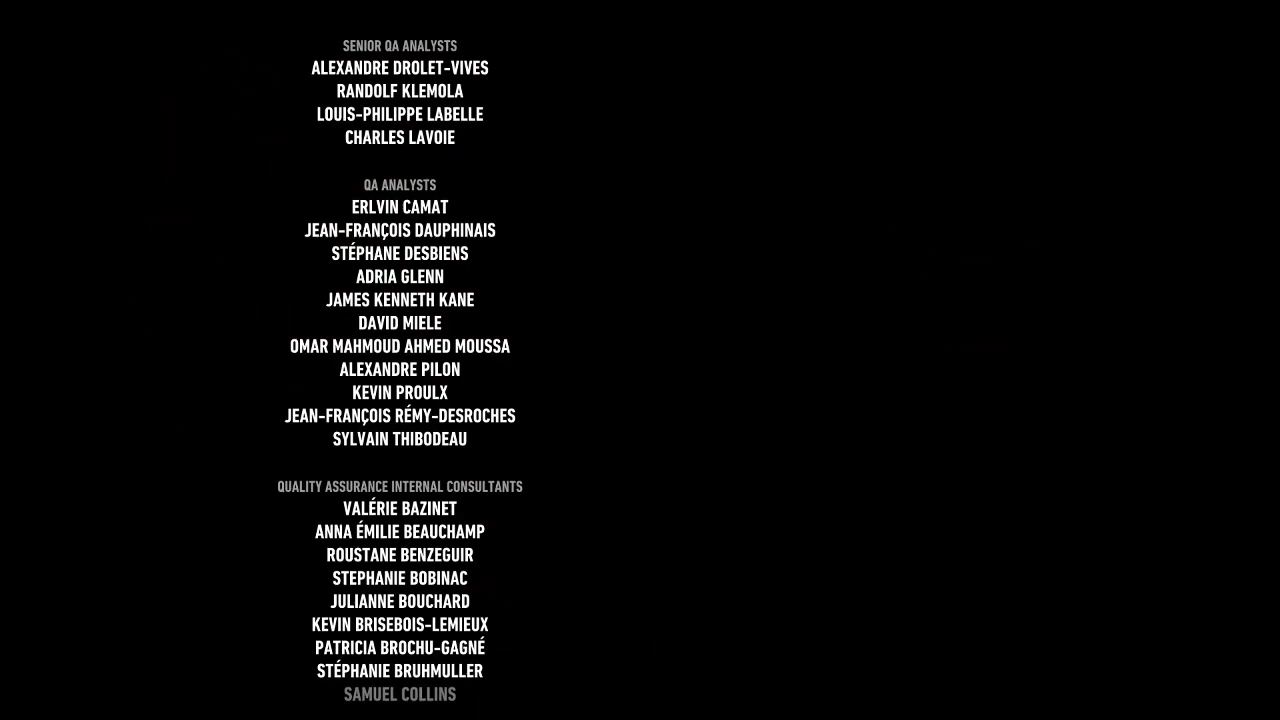 SENIOR QA ANALYSTS
ALEXANDRE DROLET-VIVES
RANDOLF KLEMOLA
LOUIS-PHILIPPE LABELLE
CHARLES LAVOIE
QA ANALYSTS
ERLVIN CAMAT
JEAN-FRANÇOIS DAUPHINAIS
STÉPHANE DESBIENS
ADRIA GLENN
JAMES KENNETH KANE
DAVID MIELE
OMAR MAHMOUD AHMED MOUSSA
ALEXANDRE PILON
KEVIN PROULX
JEAN-FRANÇOIS RÉMY-DESROCHES
SYLVAIN THIBODEAU
QUALITY ASSURANCE INTERNAL CONSULTANTS
VALÉRIE BAZINET
ANNA ÉMILIE BEAUCHAMP
ROUSTANE BENZEGUIR
STEPHANIE BOBINAC
JULIANNE BOUCHARD
KEVIN BRISEBOIS-LEMIEUX
PATRICIA BROCHU-GAGNÉ
STÉPHANIE BRUHMULLER
SAMUEL COLLINS